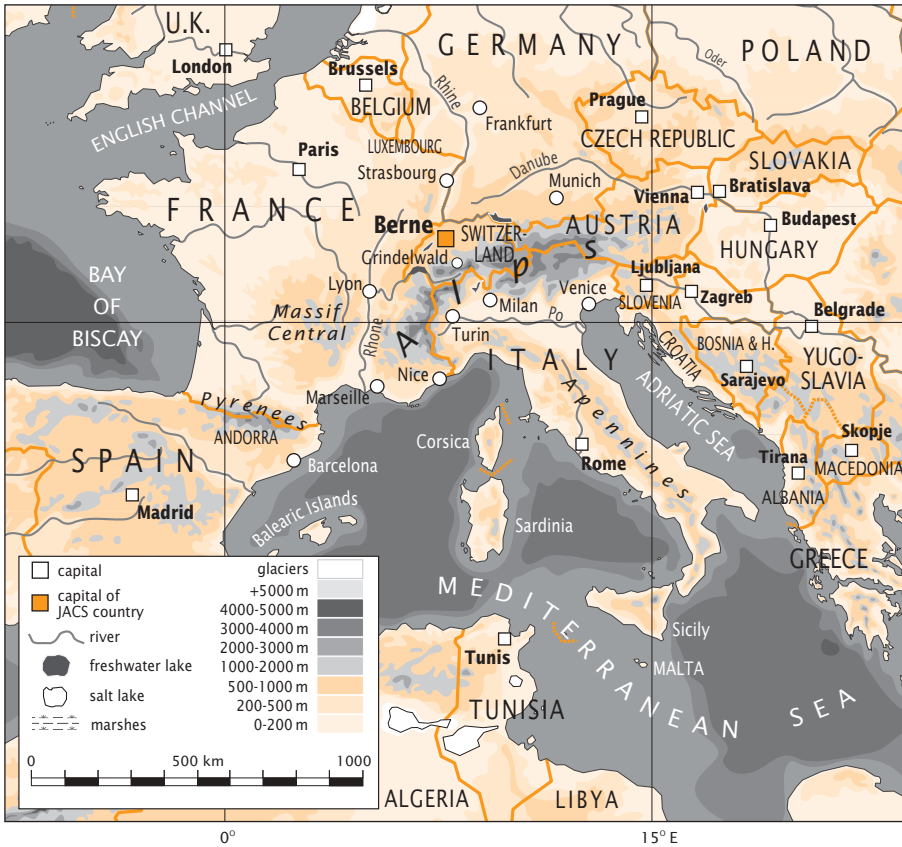 U.K.
London
ENGLISH CHANNEL
Brussels
BELGIUM
LUXEMBOURG
Rhine
GERMANY
Frankfurt
Oder
POLAND
Prague
CZECH REPUBLIC
SLOVAKIA
Paris
Strasbourg
Danube
Munich
Vienna
Bratislava
FRANCE
Berne
SWITZER-
LAND
AUSTRIA
Budapest
HUNGARY
Grindelwald
Alps
BAY
OF
BISCAY
Lyon
Massif
Central
Rhone
Milan
Turin
Po
Venice
Ljubljana
SLOVENIA
Zagreb
Belgrade
CROATIA
BOSNIA & H.
Sarajevo
YUGO-
SLAVIA
Nice
Marseille
ITALY
Apennines
ADRIATIC SEA
Pyrenees
ANDORRA
SPAIN
Barcelona
Madrid
Balearic Islands
Corsica
Sardinia
Rome
Skopje
MACEDONIA
Tirana
ALBANIA
GREECE
MEDITERRANEAN SEA
Sicily
MALTA
Tunis
TUNISIA
ALGERIA
LIBYA
capital
capital of
JACS country
river
freshwater lake
salt lake
marshes
glaciers
+5000 m
4000-5000 m
3000-4000 m
2000-3000 m
1000-2000 m
500-1000 m
200-500 m
0-200 m
0 500 km 1000
0° 15° E